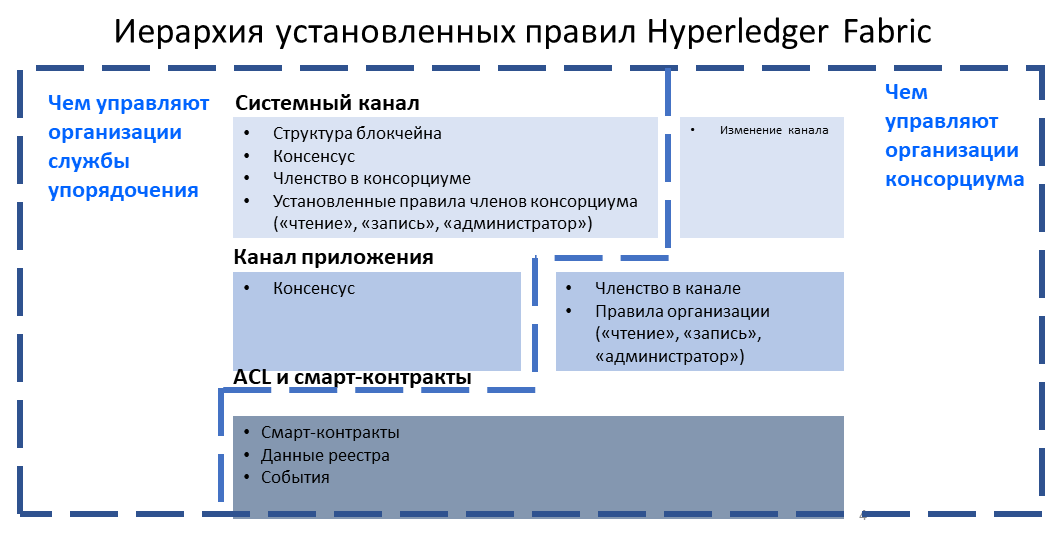 Иерархия установленных правил Hyperledger Fabric
Чем управляют
организации
службы
упорядочения
Системный канал
• Структура блокчейна
• Консенсус
• Членство в консорциуме
• Установленные правила членов консорциума
(«чтение», «запись», «администратор»)
• Изменение канала
Чем
управляют
организации
консорциума
Канал приложения
• Консенсус
• Членство в канале
• Правила организации
(«чтение», «запись»,
«администратор»)
ACL и смарт-контракты
• Смарт-контракты
• Данные реестра
• События